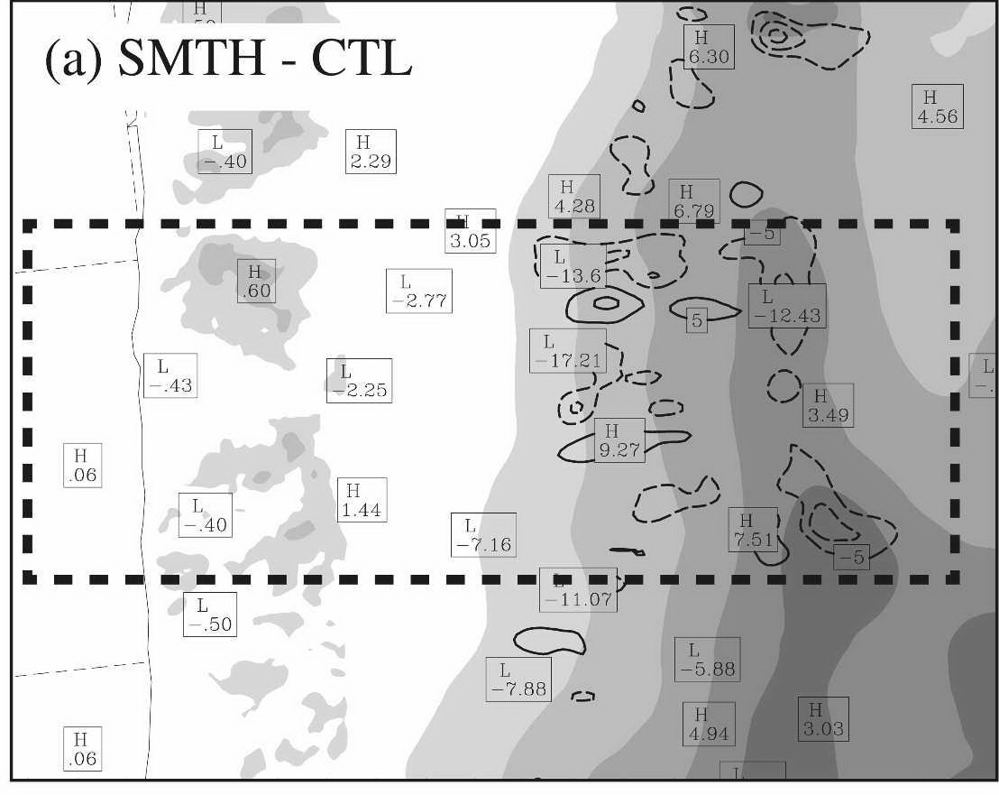 H
(a) SMTH - CTL
H
6.30
H
4.56
L
-.40
H
2.29
H
4.28
H
6.79
H
3.05
-5
L
-13.6
H
.60
L
-2.77
L
-12.43
5
L
-17.21
L
-.43
L
-2.25
L
-.
H
3.49
H
9.27
H
.06
L
-.40
H
1.44
L
-7.16
H
7.51
-5
L
-11.07
L
-.50
L
-5.88
L
-7.88
H
4.94
H
3.03
H
.06
L